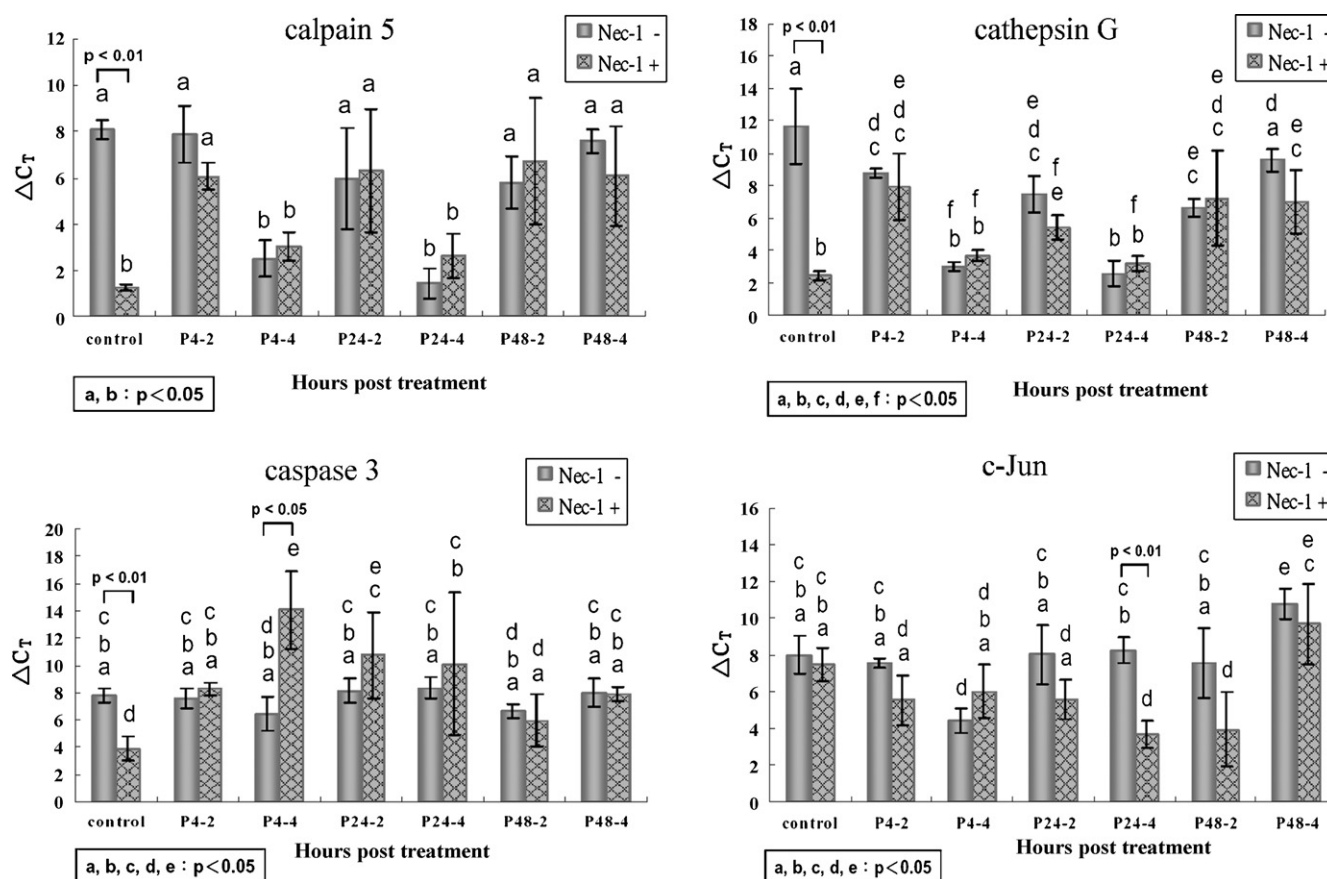 calpain 5
Nec-1 -
Nec-1 +
p < 0.01
a
b
a
a
b
b
a
a
b
b
a
a
a
a
△CT
10
8
6
4
2
0
control P4-2 P4-4 P24-2 P24-4 P48-2 P48-4
Hours post treatment
a, b : p<0.05
cathepsin G
Nec-1 -
Nec-1 +
p < 0.01
a
b
d
c
e
d
c
f
b
f
b
e
d
c
f
e
f
b
f
b
e
c
e
d
c
d
a
e
c
△CT
18
16
14
12
10
8
6
4
2
0
control P4-2 P4-4 P24-2 P24-4 P48-2 P48-4
Hours post treatment
a, b, c, d, e, f : p<0.05
caspase 3
Nec-1 -
Nec-1 +
p < 0.01
p < 0.05
c
b
a
d
c
b
a
c
b
a
d
b
a
e
c
b
a
e
c
c
b
a
c
b
d
b
a
d
a
c
b
a
c
b
a
△CT
20
18
16
14
12
10
8
6
4
2
0
control P4-2 P4-4 P24-2 P24-4 P48-2 P48-4
Hours post treatment
a, b, c, d, e : p<0.05
c-Jun
Nec-1 -
Nec-1 +
p < 0.01
c
b
a
c
b
a
c
b
a
d
a
d
d
b
a
c
b
a
d
a
c
b
d
c
b
a
d
e
e
c
△CT
16
14
12
10
8
6
4
2
0
control P4-2 P4-4 P24-2 P24-4 P48-2 P48-4
Hours post treatment
a, b, c, d, e : p<0.05